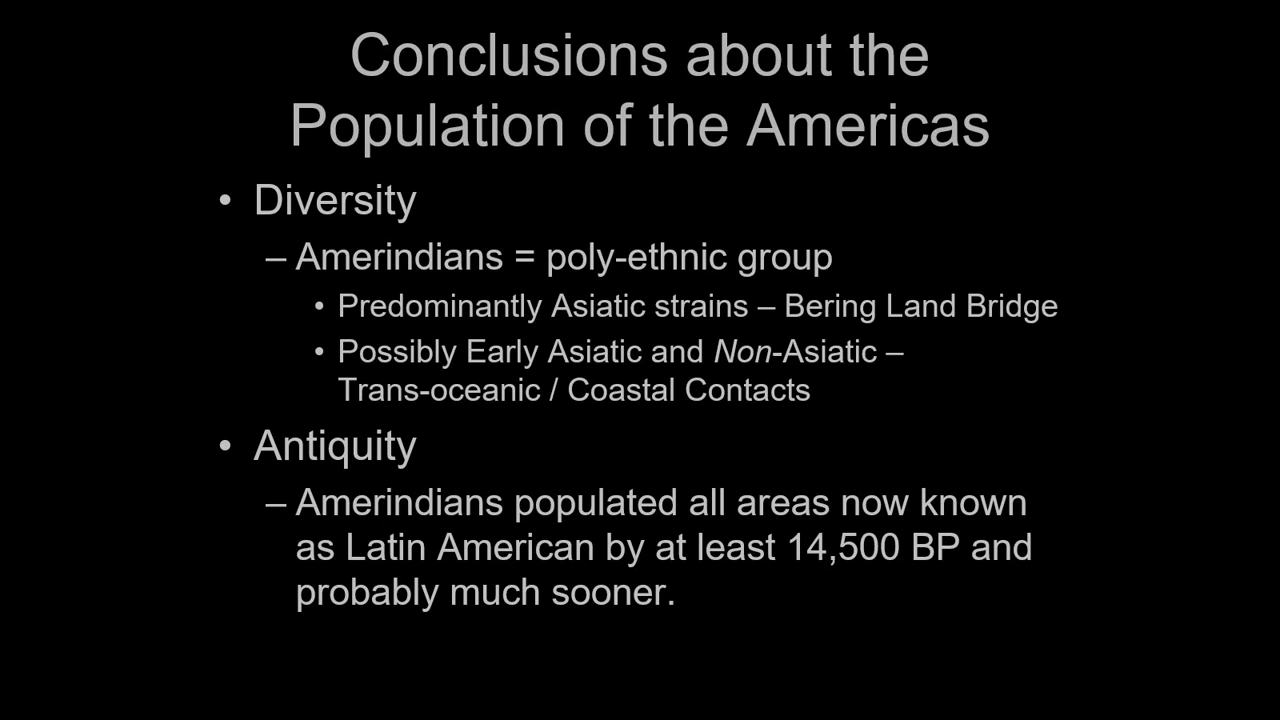 Conclusions about the
Population of the Americas
• Diversity
– Amerindians = poly-ethnic group
• Predominantly Asiatic strains – Bering Land Bridge
• Possibly Early Asiatic and Non-Asiatic –
Trans-oceanic / Coastal Contacts
• Antiquity
– Amerindians populated all areas now known
as Latin American by at least 14,500 BP and
probably much sooner.